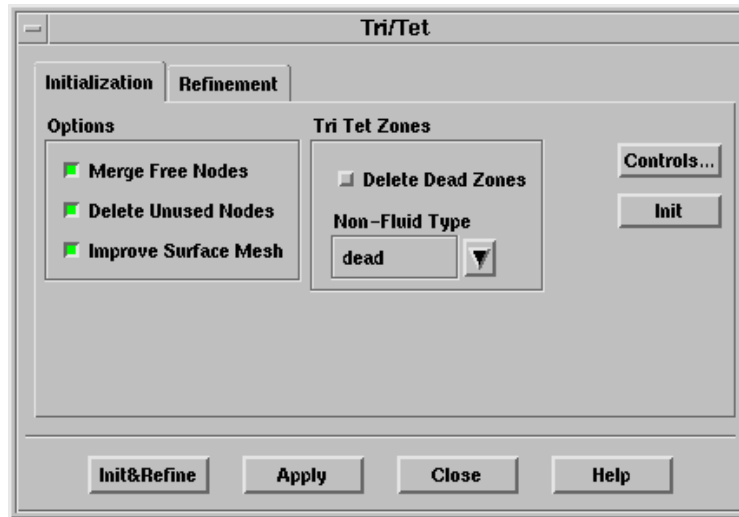 Tri/Tet
Initialization Refinement
Options
Merge Free Nodes
Delete Unused Nodes
Improve Surface Mesh
Tri Tet Zones
Delete Dead Zones
Non-Fluid Type
dead
Controls...
Init
Init&Refine Apply Close Help